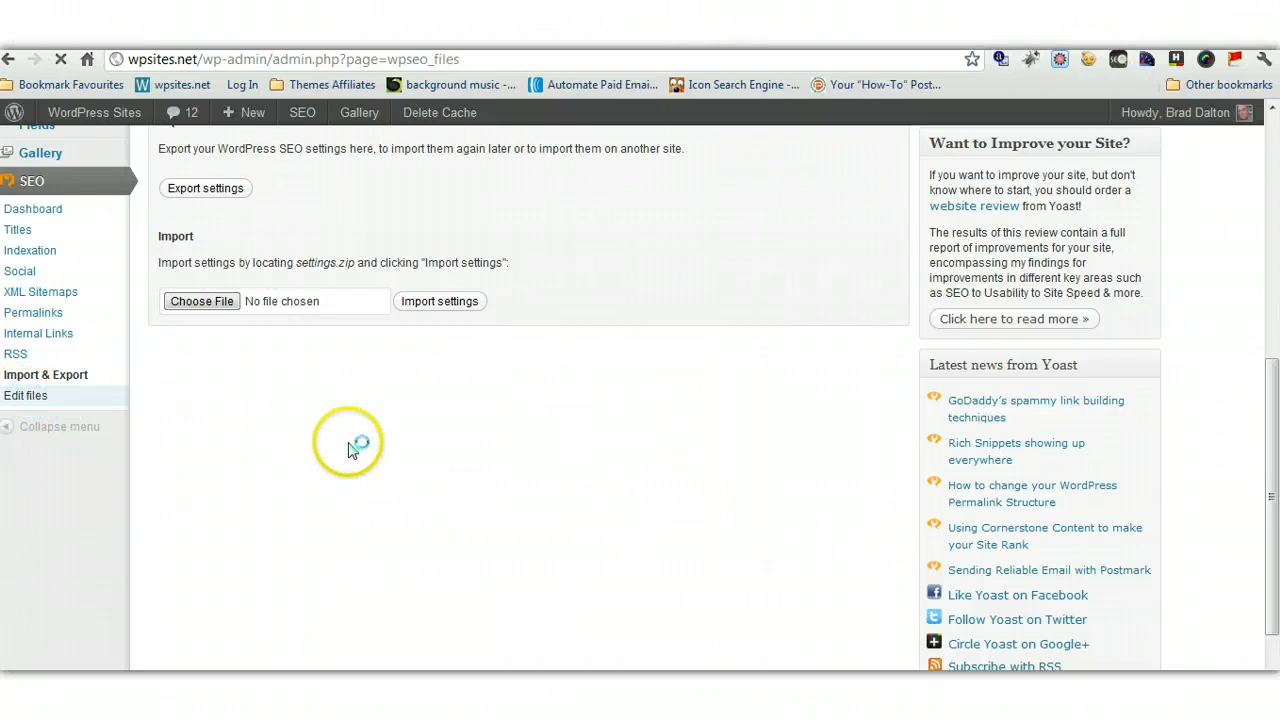 wpsites.net/wp-admin/admin.php?page=wpseo_files
Bookmark Favourites wpsites.net Log In Themes Affiliates background music -... Automate Paid Emai... Icon Search Engine -... Your "How-To" Post... Other bookmarks
WordPress Sites 12 + New SEO Gallery Delete Cache Howdy, Brad Dalton
Fields
Gallery
SEO
Dashboard
Titles
Indexation
Social
XML Sitemaps
Permalinks
Internal Links
RSS
Import & Export
Edit files
Collapse menu
Export your WordPress SEO settings here, to import them again later or to import them on another site.
Export settings
Import
Import settings by locating settings.zip and clicking "Import settings":
Choose File No file chosen Import settings
Want to Improve your Site?
If you want to improve your site, but don't
know where to start, you should order a
website review from Yoast!
The results of this review contain a full
report of improvements for your site,
encompassing my findings for
improvements in different key areas such
as SEO to Usability to Site Speed & more.
Click here to read more »
Latest news from Yoast
GoDaddy's spammy link building
techniques
Rich Snippets showing up
everywhere
How to change your WordPress
Permalink Structure
Using Cornerstone Content to make
your Site Rank
Sending Reliable Email with Postmark
Like Yoast on Facebook
Follow Yoast on Twitter
Circle Yoast on Google+
Subscribe with RSS